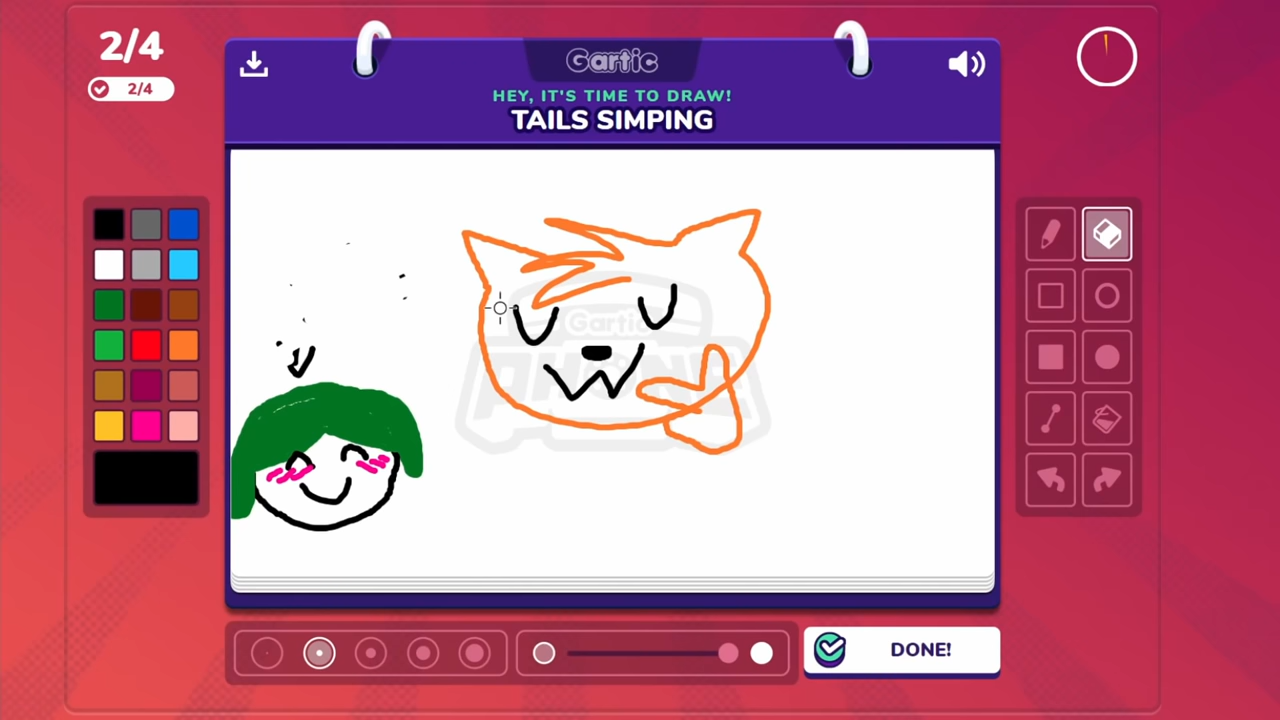 2/4
2/4
Gartic
HEY, IT'S TIME TO DRAW!
TAILS SIMPING
Gartic
PHONE
DONE!